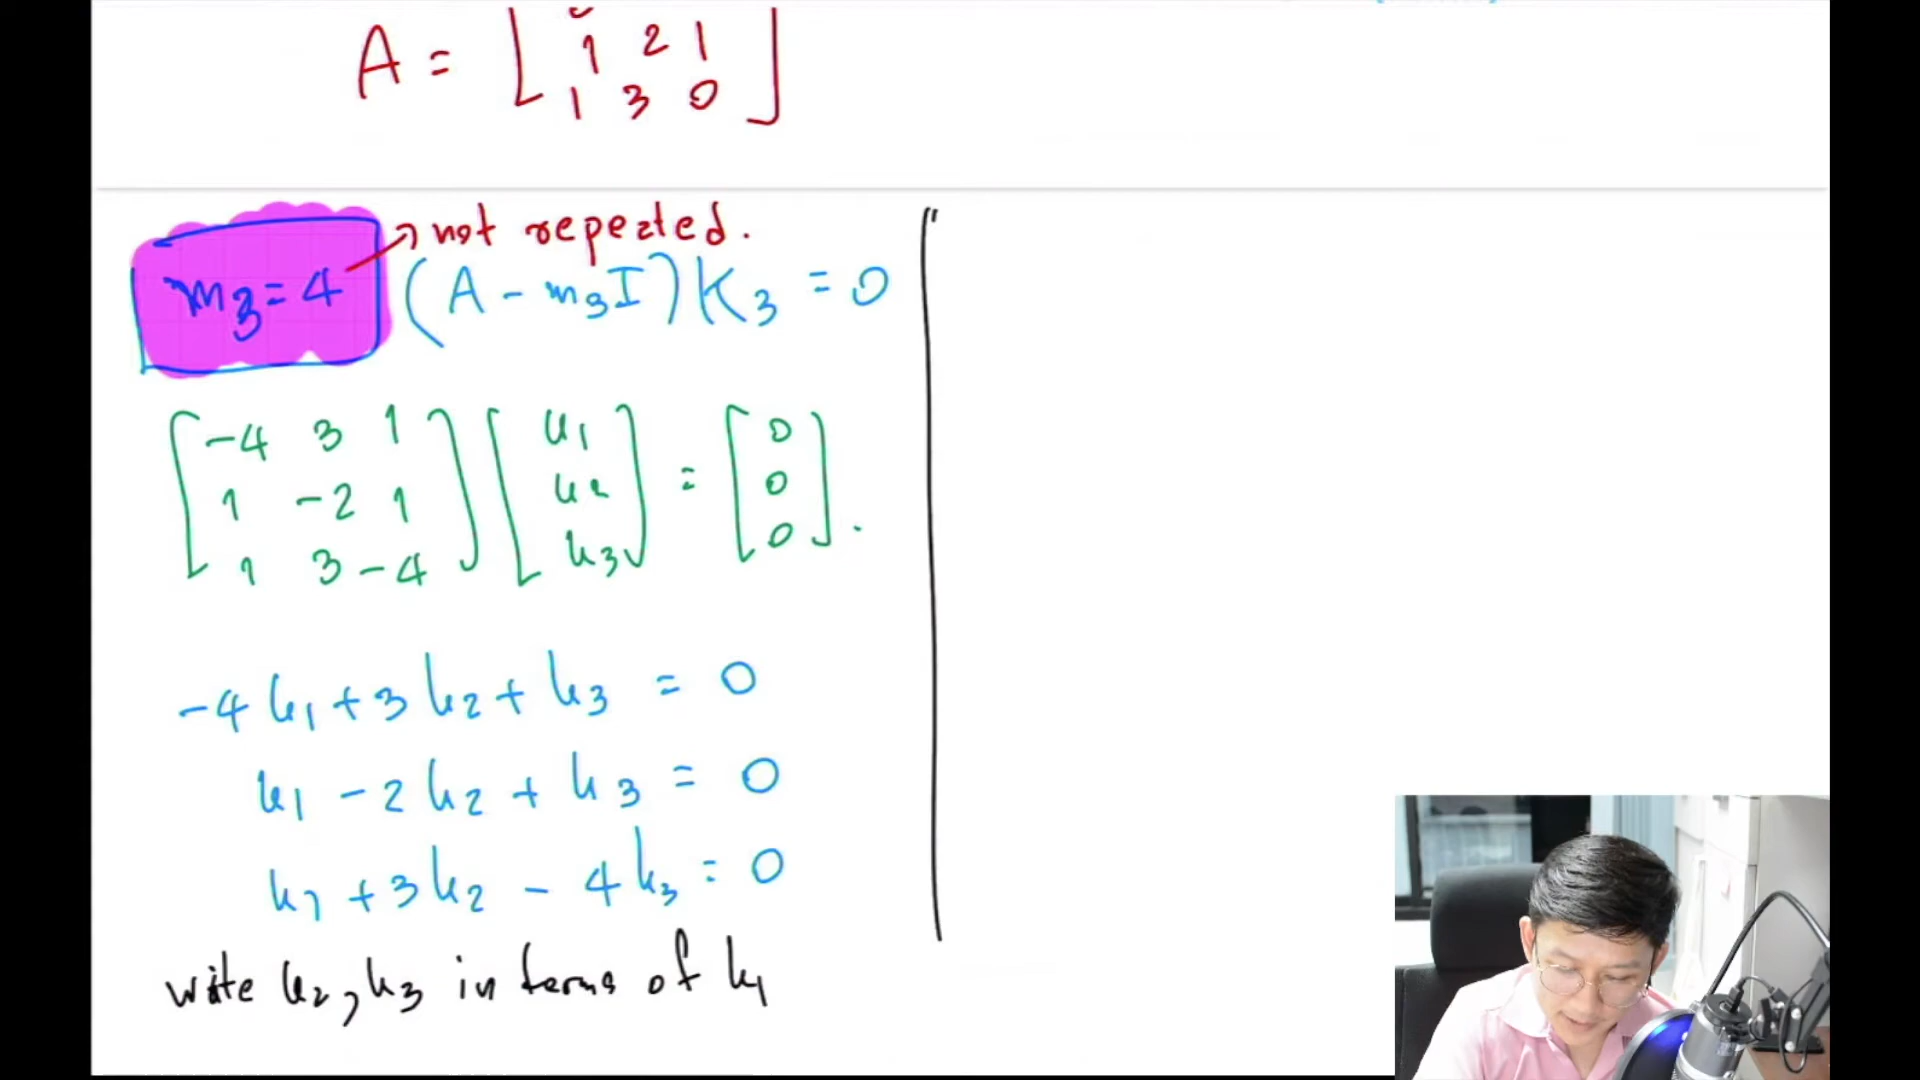 A = [ 1 2 1
1 3 0 ]
m3 = 4 → not repeated.
(A - m3I)K3 = 0
[ -4 3 1 ] [ k1 ] [ 0 ]
[ 1 -2 1 ] [ k2 ] = [ 0 ]
[ 1 3 -4 ] [ k3 ] [ 0 ] .
-4k1 + 3k2 + k3 = 0
k1 - 2k2 + k3 = 0
k1 + 3k2 - 4k3 = 0
write k2, k3 in terms of k1